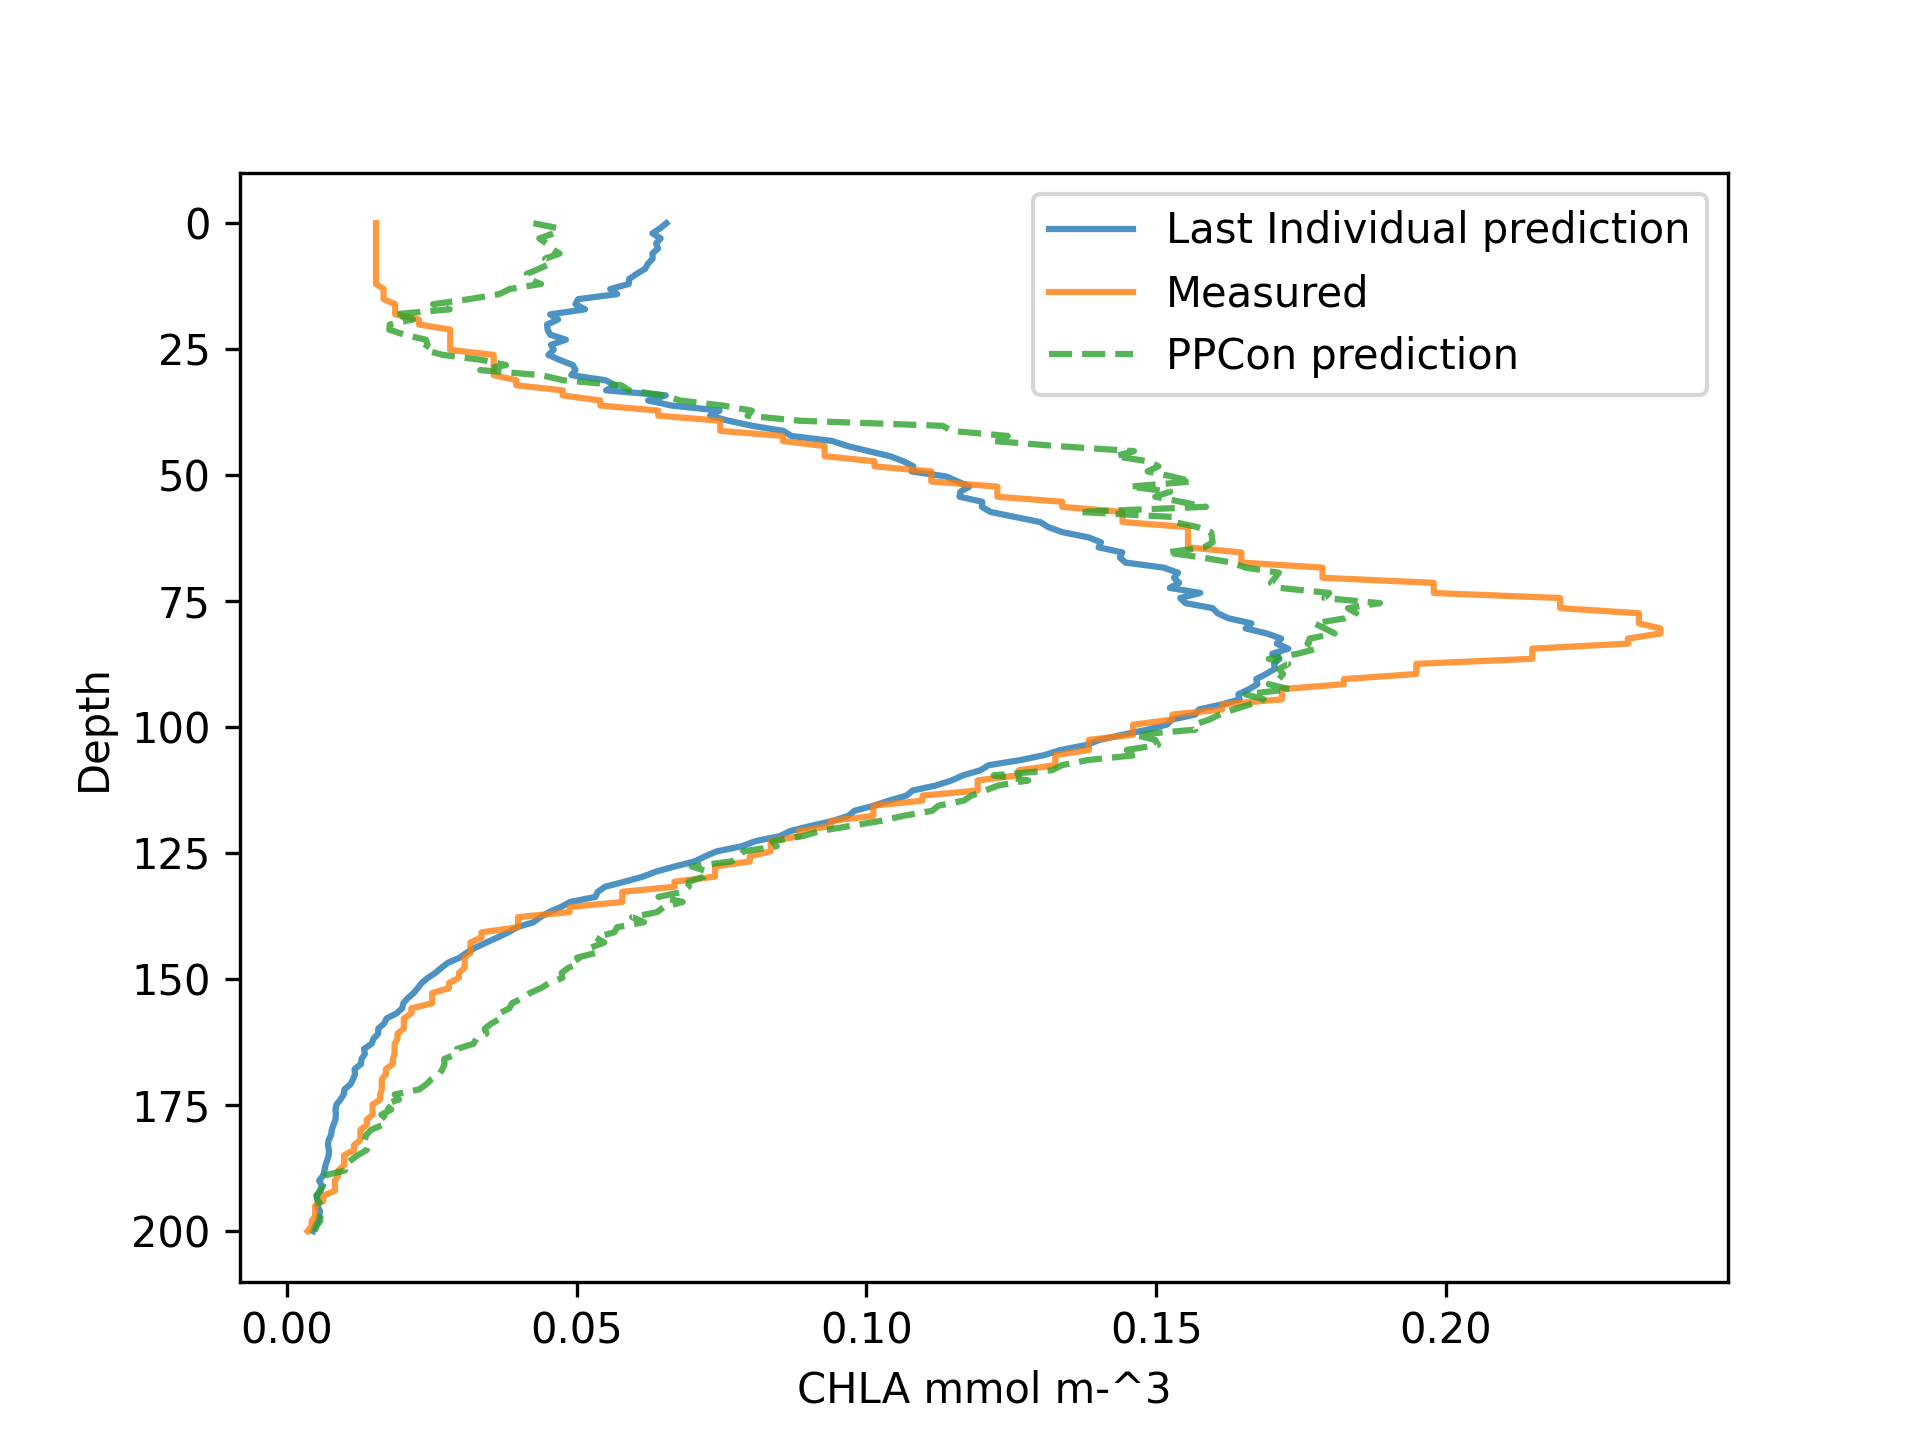 Last Individual prediction
Measured
PPCon prediction
0
25
50
75
100
125
150
175
200
Depth
0.00 0.05 0.10 0.15 0.20
CHLA mmol m-^3